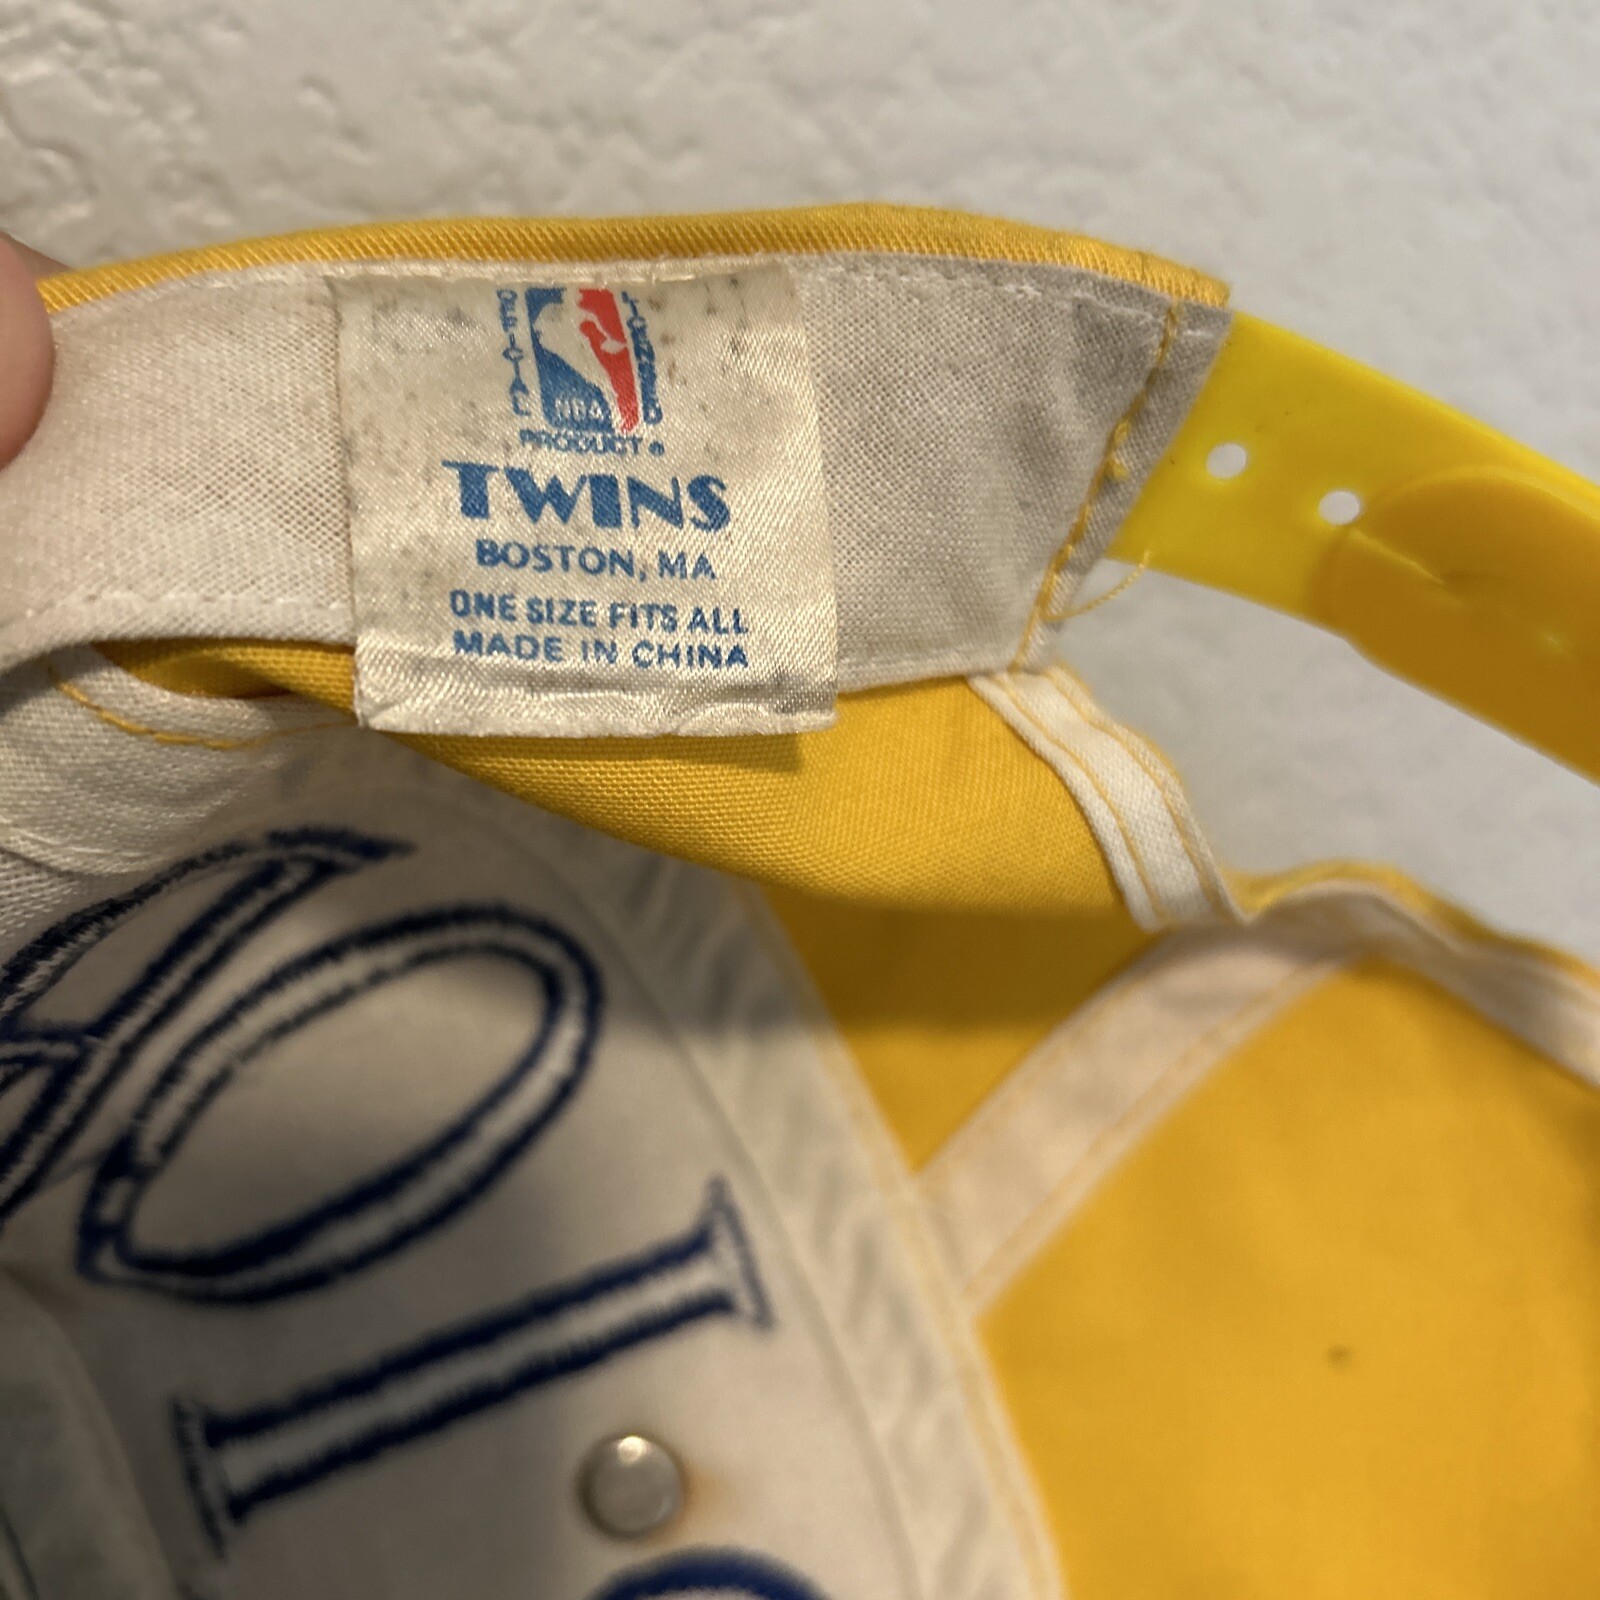 OFFICIAL
LICENSED
NBA
PRODUCT ®
TWINS
BOSTON, MA
ONE SIZE FITS ALL
MADE IN CHINA